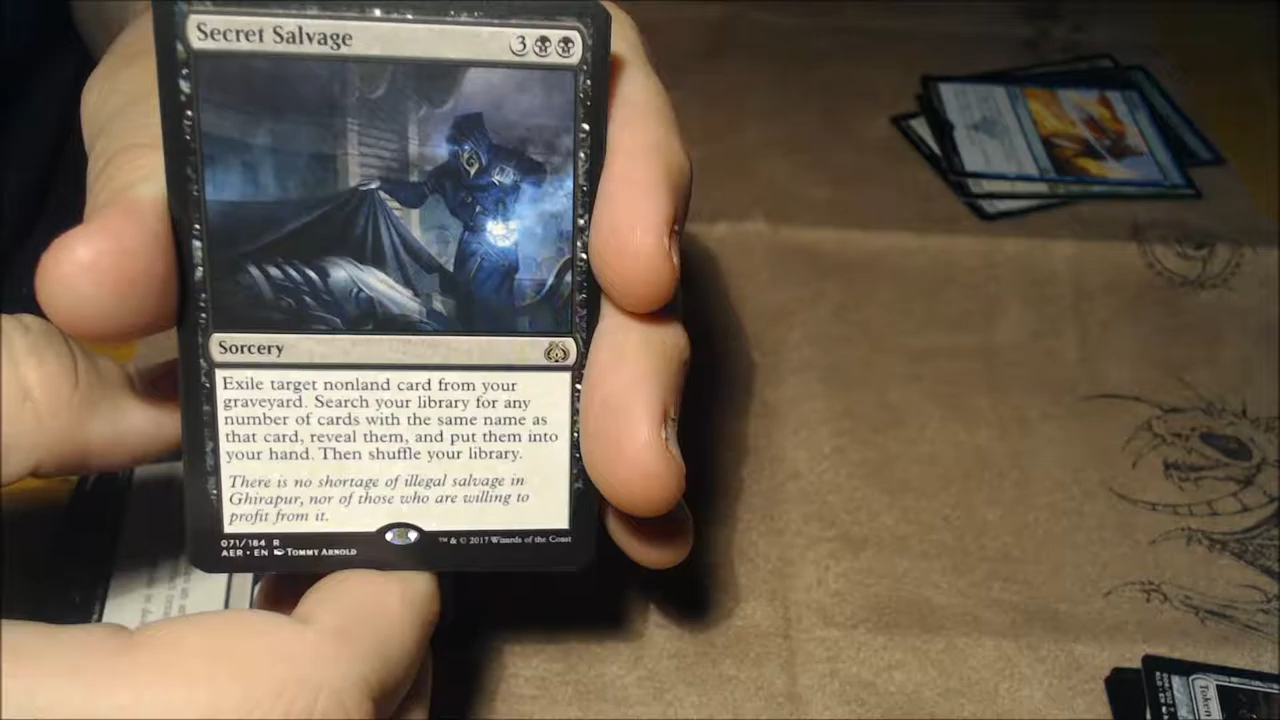 Secret Salvage 3
Sorcery
Exile target nonland card from your
graveyard. Search your library for any
number of cards with the same name as
that card, reveal them, and put them into
your hand. Then shuffle your library.
There is no shortage of illegal salvage in
Ghirapur, nor of those who are willing to
profit from it.
071/184 R
AER • EN TOMMY ARNOLD
™ & © 2017 Wizards of the Coast
Token